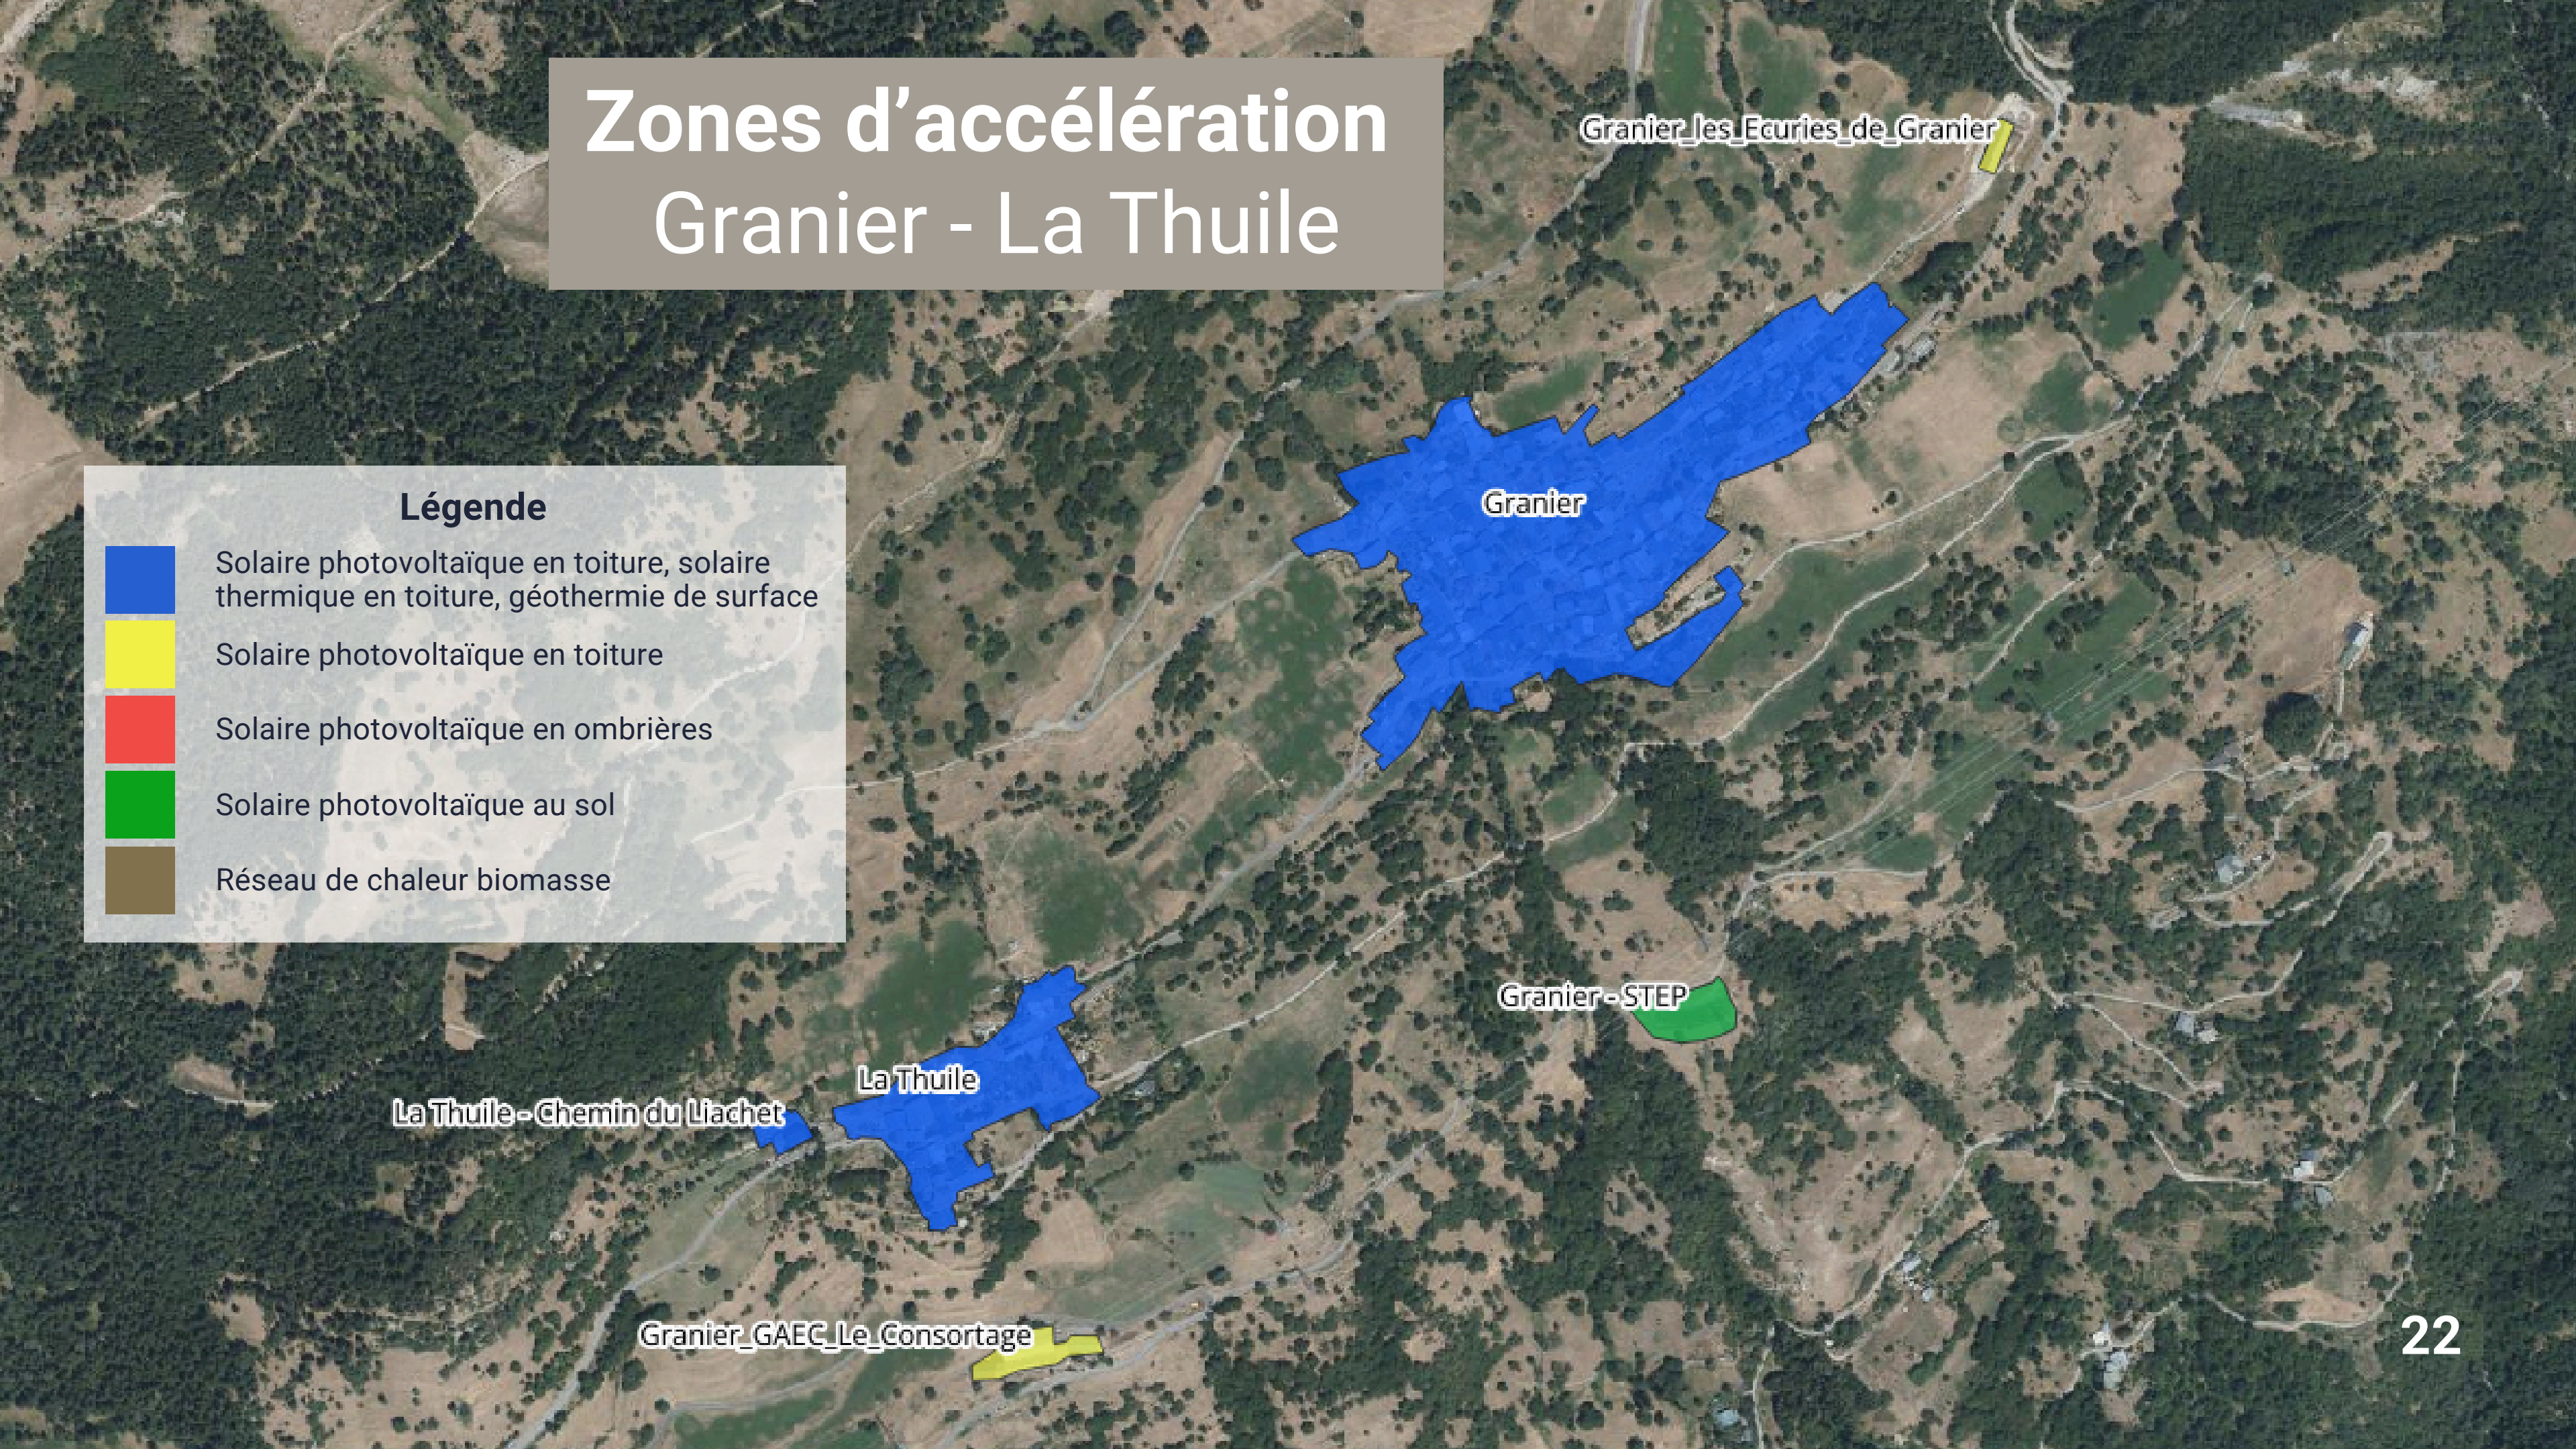 Zones d’accélération
Granier - La Thuile
Granier_les_Ecuries_de_Granier
Granier
Légende
Solaire photovoltaïque en toiture, solaire
thermique en toiture, géothermie de surface
Solaire photovoltaïque en toiture
Solaire photovoltaïque en ombrières
Solaire photovoltaïque au sol
Réseau de chaleur biomasse
Granier - STEP
La Thuile
La Thuile - Chemin du Liachet
Granier_GAEC_Le_Consortage
22